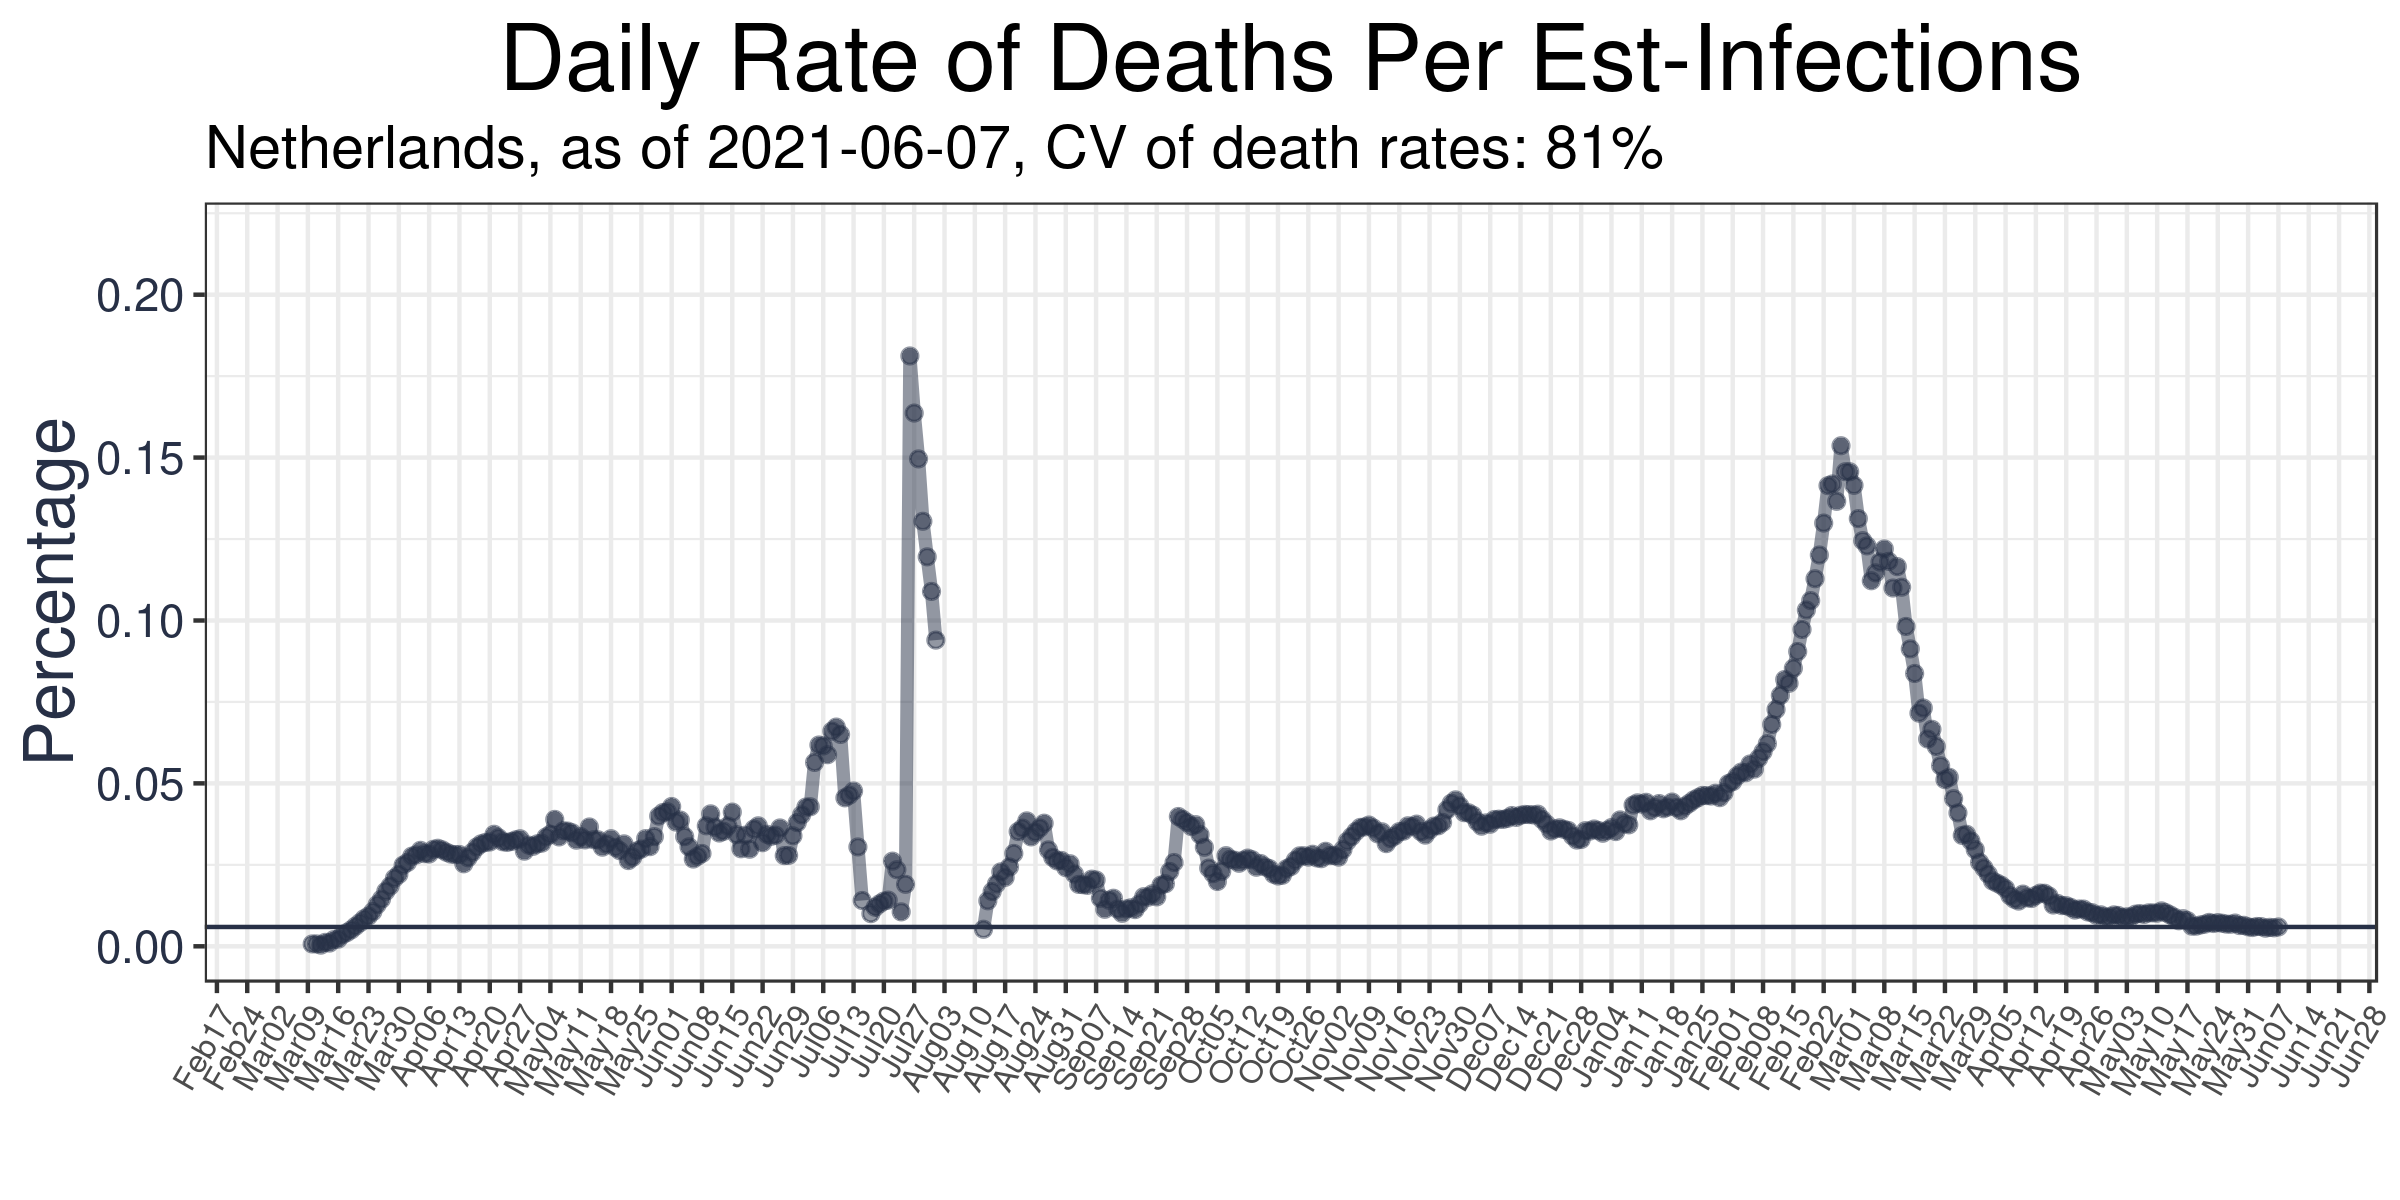 Daily Rate of Deaths Per Est-Infections
Netherlands, as of 2021-06-07, CV of death rates: 81%
Percentage
0.20
0.15
0.10
0.05
0.00
Feb17
Feb24
Mar02
Mar09
Mar16
Mar23
Mar30
Apr06
Apr13
Apr20
Apr27
May04
May11
May18
May25
Jun01
Jun08
Jun15
Jun22
Jun29
Jul06
Jul13
Jul20
Jul27
Aug03
Aug10
Aug17
Aug24
Aug31
Sep07
Sep14
Sep21
Sep28
Oct05
Oct12
Oct19
Oct26
Nov02
Nov09
Nov16
Nov23
Nov30
Dec07
Dec14
Dec21
Dec28
Jan04
Jan11
Jan18
Jan25
Feb01
Feb08
Feb15
Feb22
Mar01
Mar08
Mar15
Mar22
Mar29
Apr05
Apr12
Apr19
Apr26
May03
May10
May17
May24
May31
Jun07
Jun14
Jun21
Jun28